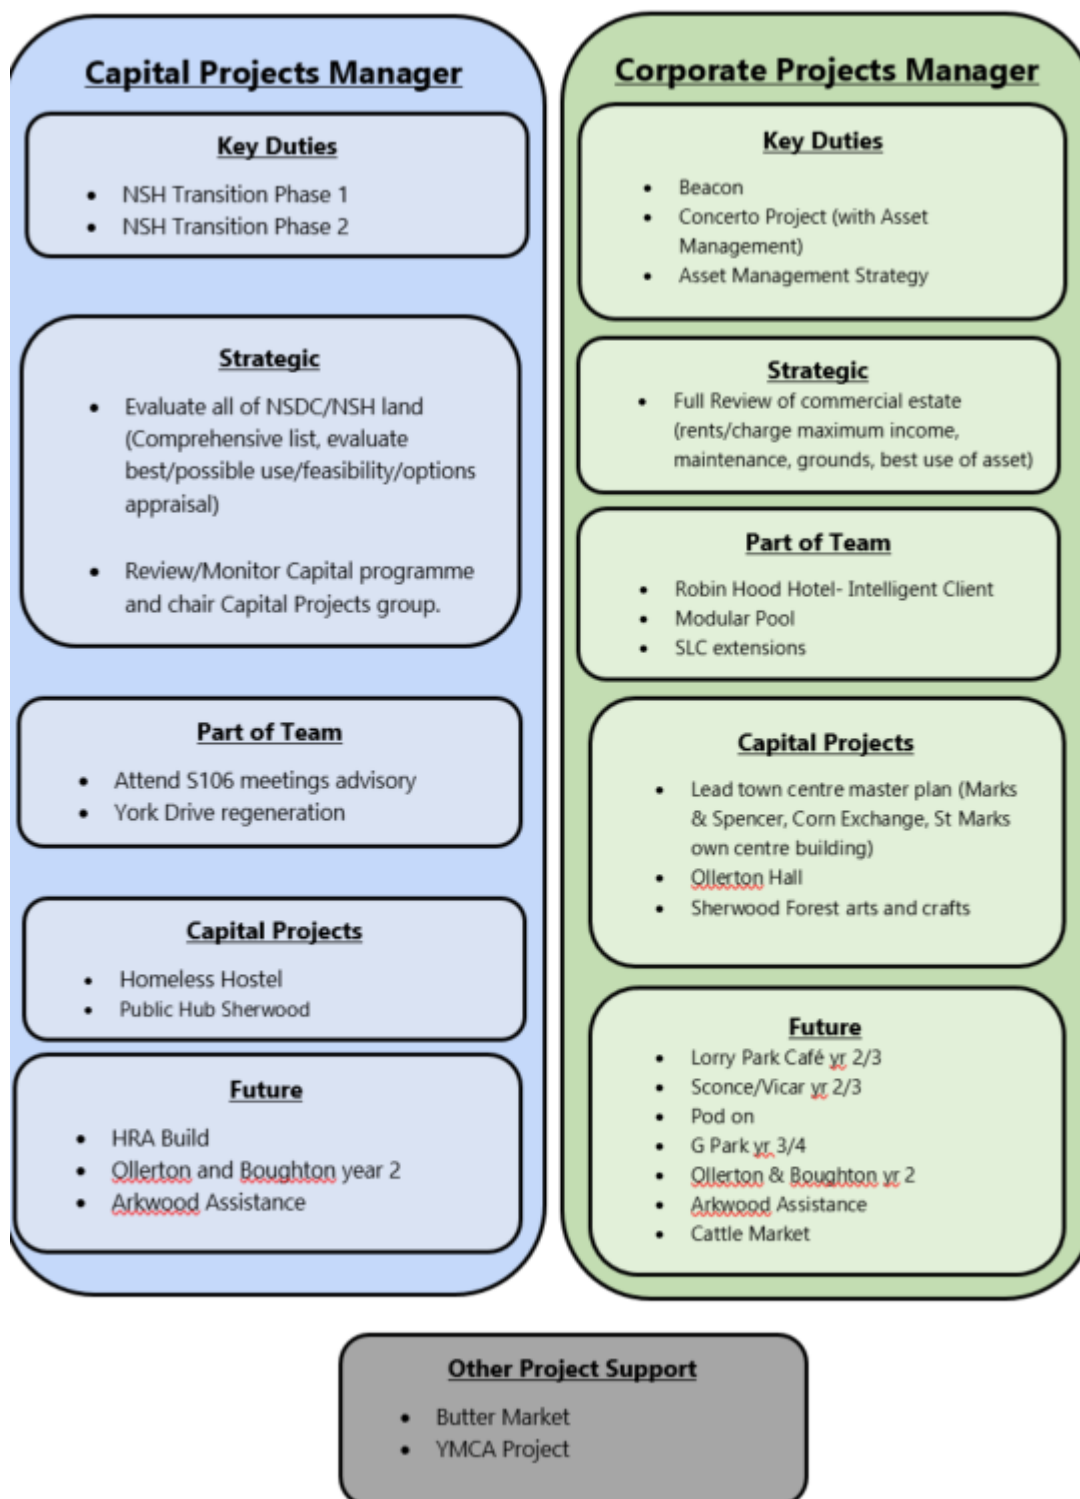 Capital Projects Manager
Key Duties
• NSH Transition Phase 1
• NSH Transition Phase 2
Strategic
• Evaluate all of NSDC/NSH land
(Comprehensive list, evaluate
best/possible use/feasibility/options
appraisal)
• Review/Monitor Capital programme
and chair Capital Projects group.
Part of Team
• Attend S106 meetings advisory
• York Drive regeneration
Capital Projects
• Homeless Hostel
• Public Hub Sherwood
Future
• HRA Build
• Ollerton and Boughton year 2
• Arkwood Assistance
Corporate Projects Manager
Key Duties
• Beacon
• Concerto Project (with Asset
Management)
• Asset Management Strategy
Strategic
• Full Review of commercial estate
(rents/charge maximum income,
maintenance, grounds, best use of asset)
Part of Team
• Robin Hood Hotel- Intelligent Client
• Modular Pool
• SLC extensions
Capital Projects
• Lead town centre master plan (Marks
& Spencer, Corn Exchange, St Marks
own centre building)
• Ollerton Hall
• Sherwood Forest arts and crafts
Future
• Lorry Park Café yr 2/3
• Sconce/Vicar yr 2/3
• Pod on
• G Park yr 3/4
• Ollerton & Boughton yr 2
• Arkwood Assistance
• Cattle Market
Other Project Support
• Butter Market
• YMCA Project